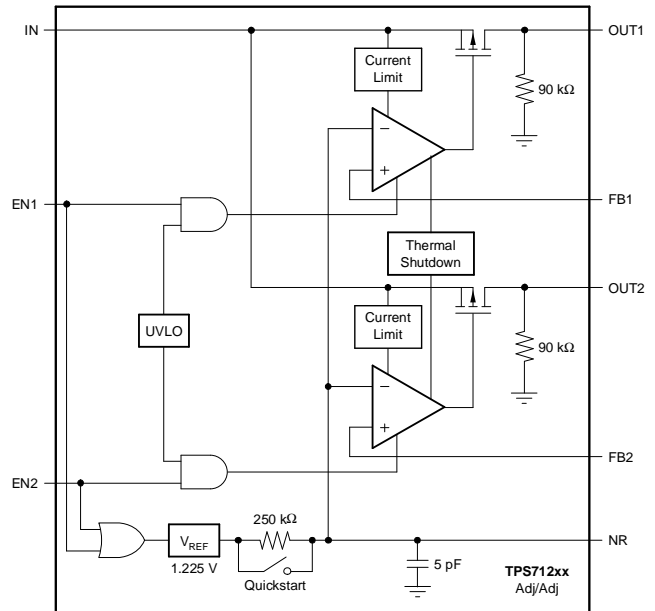 IN
OUT1
Current
Limit
90 kΩ
−
+
EN1
FB1
Thermal
Shutdown
OUT2
UVLO
Current
Limit
90 kΩ
−
+
FB2
EN2
250 kΩ
VREF
NR
1.225 V
Quickstart
5 pF
TPS712xx
Adj/Adj